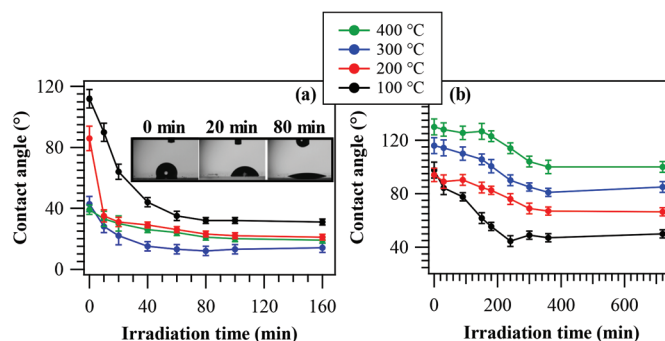 400 °C
300 °C
200 °C
100 °C
(a)
0 min 20 min 80 min
Contact angle (°)
120
80
40
0
0 40 80 120 160
Irradiation time (min)
(b)
Contact angle (°)
120
80
40
0 200 400 600
Irradiation time (min)